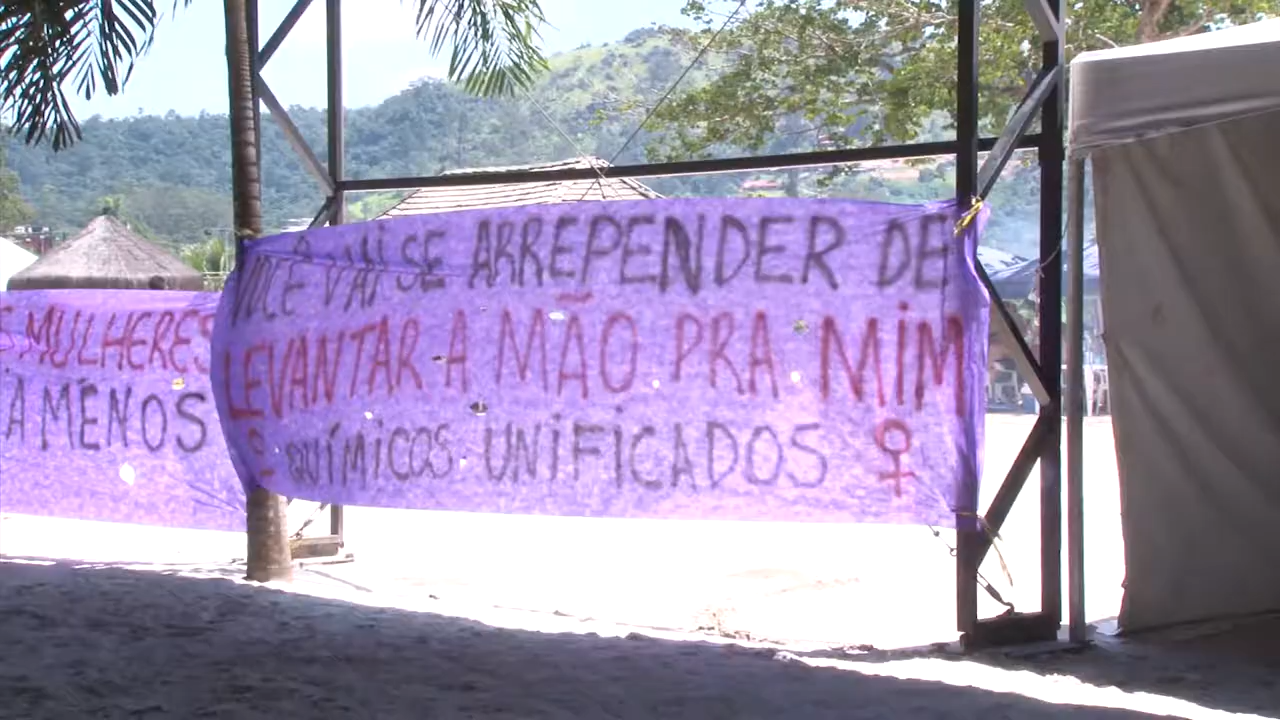 S MULHERES
A MENOS
VOCÊ VAI SE ARREPENDER DE
LEVANTAR A MÃO PRA MIM
QUÍMICOS UNIFICADOS ♀